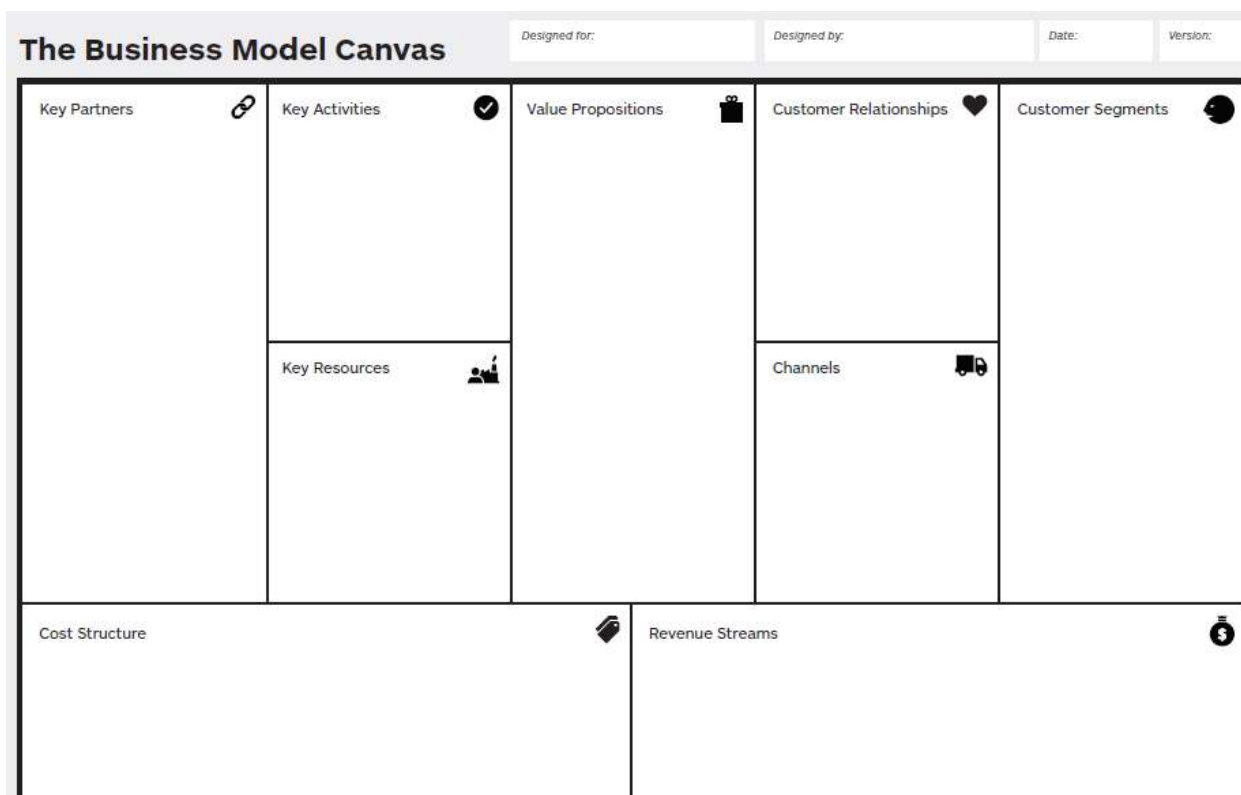 The Business Model Canvas
Designed for:
Designed by:
Date:
Version:
Key Partners
Key Activities
Value Propositions
Customer Relationships
Customer Segments
Key Resources
Channels
Cost Structure
Revenue Streams
$